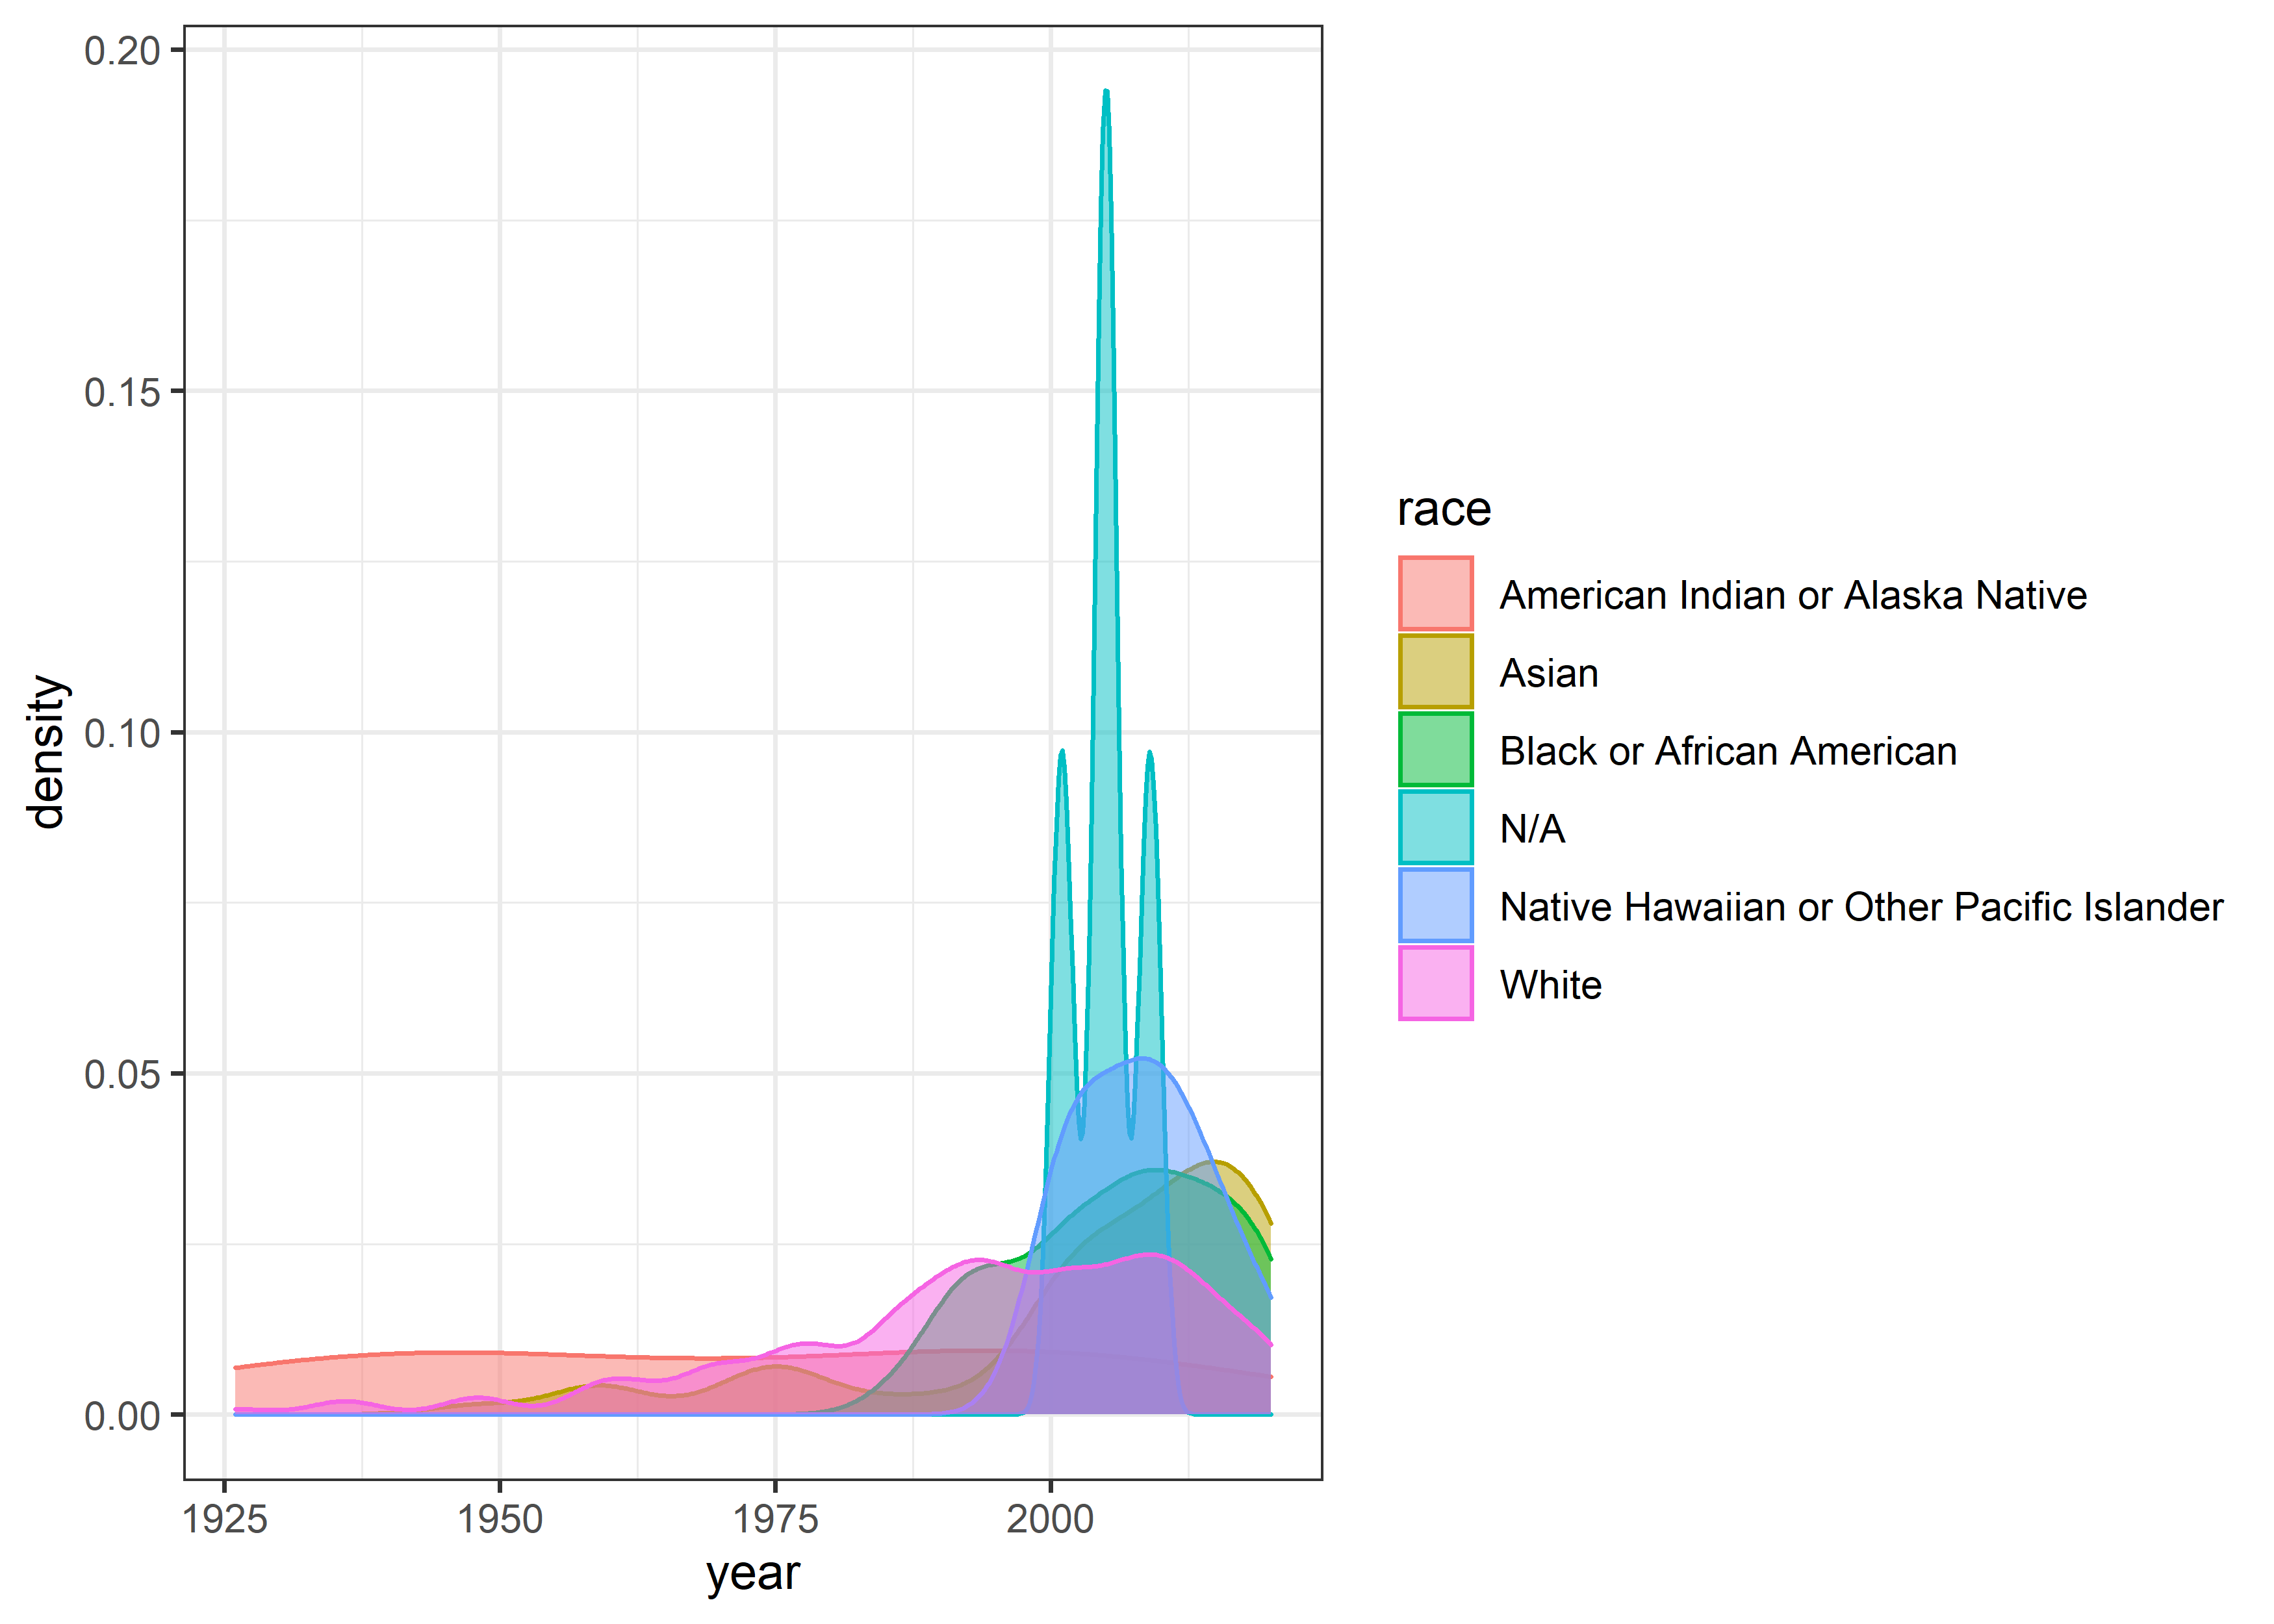 0.20
0.15
0.10
0.05
0.00
density
1925 1950 1975 2000
year
race
American Indian or Alaska Native
Asian
Black or African American
N/A
Native Hawaiian or Other Pacific Islander
White